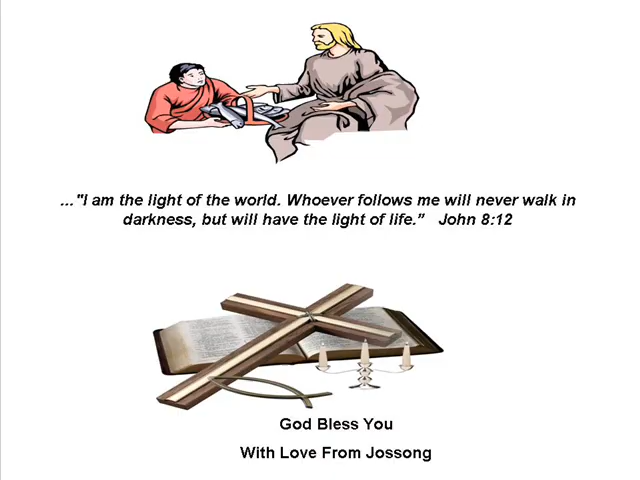 ..."I am the light of the world. Whoever follows me will never walk in
darkness, but will have the light of life.” John 8:12
God Bless You
With Love From Jossong